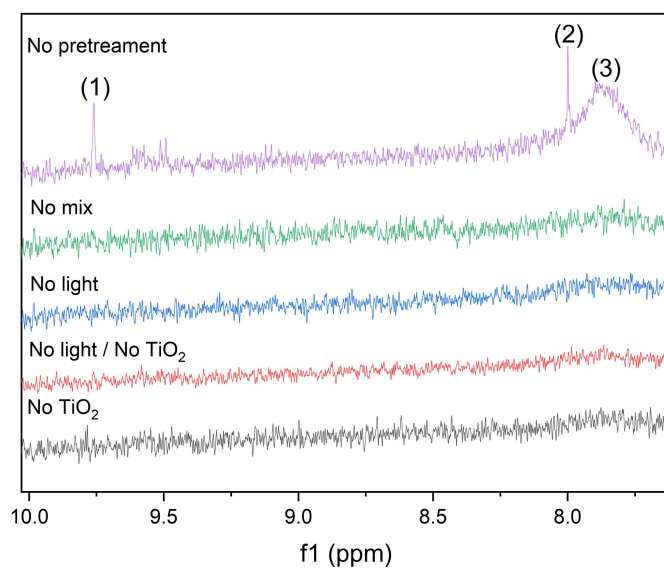 No pretreament
(1)
(2)
(3)
No mix
No light
No light / No TiO₂
No TiO₂
10.0 9.5 9.0 8.5 8.0
f1 (ppm)